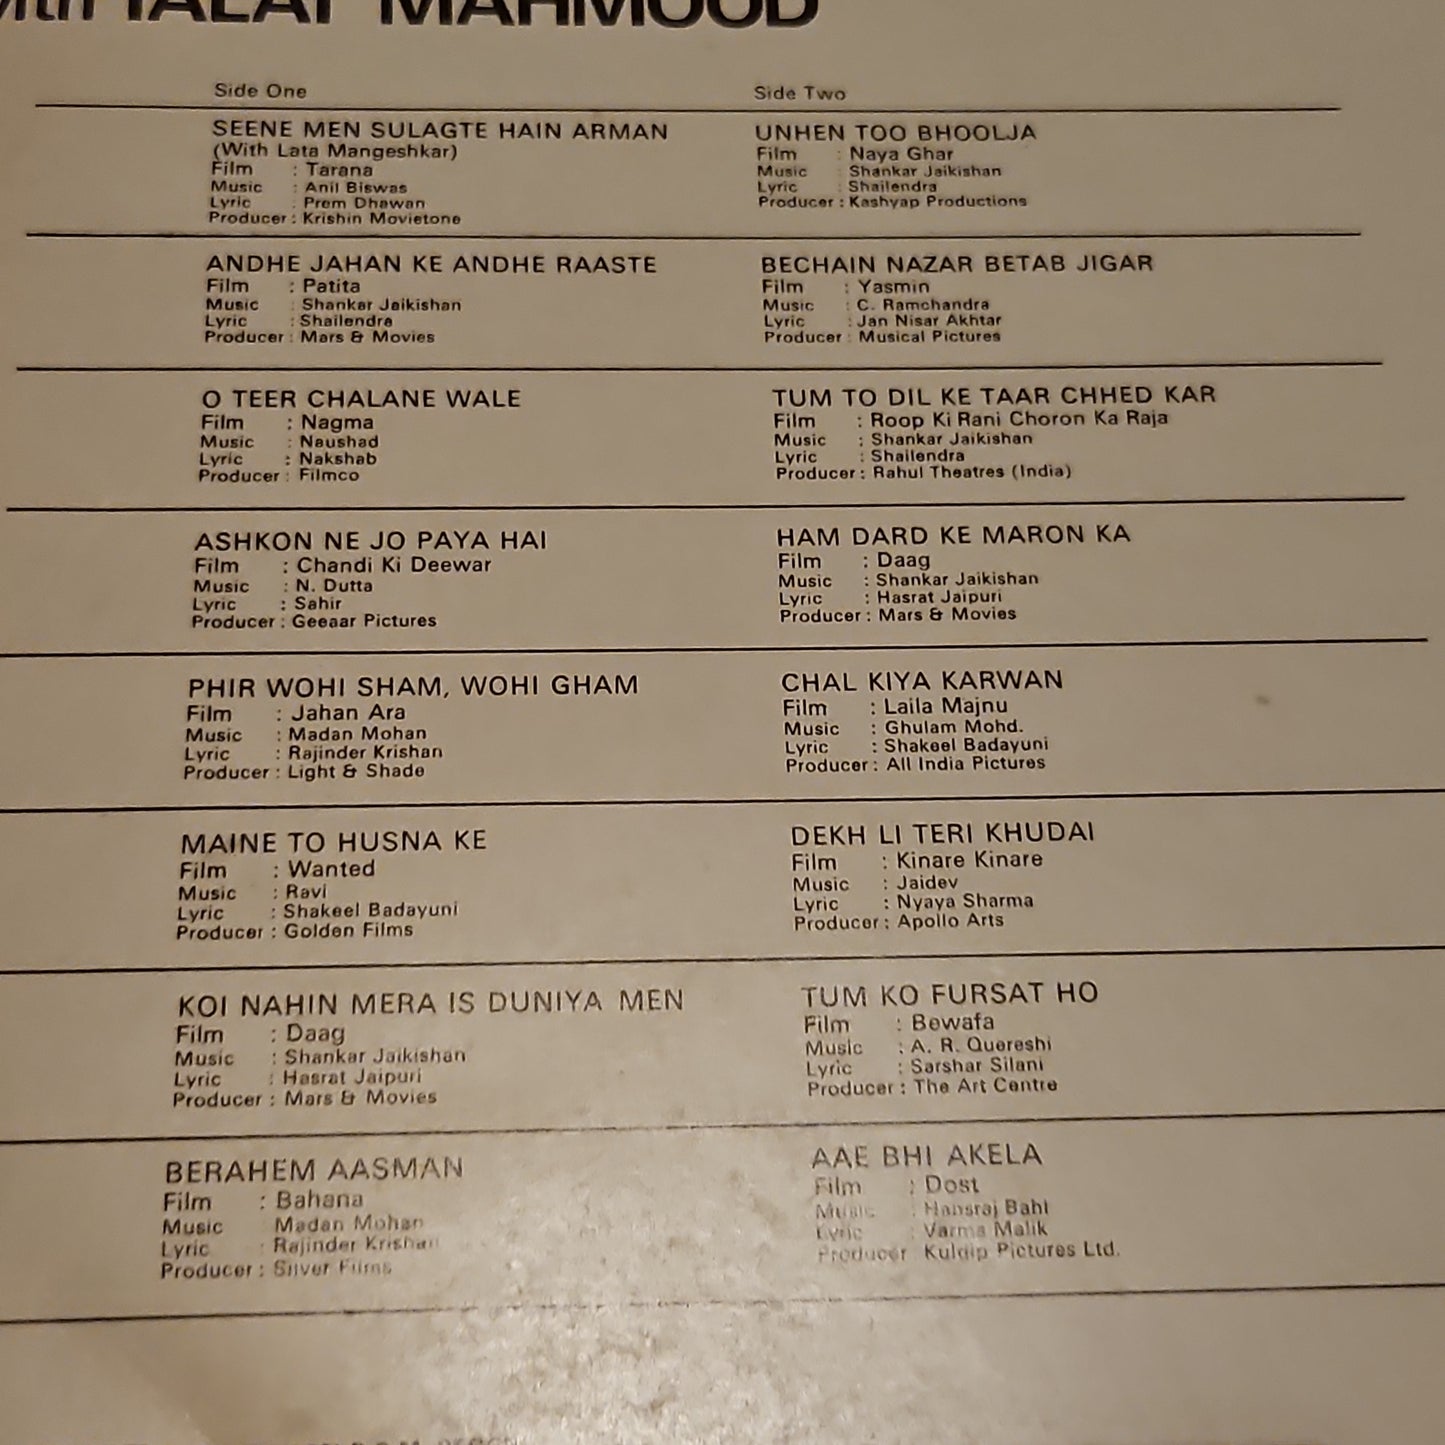 with TALAT MAHMOOD
Side One
SEENE MEN SULAGTE HAIN ARMAN
(With Lata Mangeshkar)
Film : Tarana
Music : Anil Biswas
Lyric : Prem Dhawan
Producer : Krishin Movietone
ANDHE JAHAN KE ANDHE RAASTE
Film : Patita
Music : Shankar Jaikishan
Lyric : Shailendra
Producer : Mars & Movies
O TEER CHALANE WALE
Film : Nagma
Music : Naushad
Lyric : Nakshab
Producer : Filmco
ASHKON NE JO PAYA HAI
Film : Chandi Ki Deewar
Music : N. Dutta
Lyric : Sahir
Producer : Geeaar Pictures
PHIR WOHI SHAM, WOHI GHAM
Film : Jahan Ara
Music : Madan Mohan
Lyric : Rajinder Krishan
Producer : Light & Shade
MAINE TO HUSNA KE
Film : Wanted
Music : Ravi
Lyric : Shakeel Badayuni
Producer : Golden Films
KOI NAHIN MERA IS DUNIYA MEN
Film : Daag
Music : Shankar Jaikishan
Lyric : Hasrat Jaipuri
Producer : Mars & Movies
BERAHEM AASMAN
Film : Bahana
Music Madan Mohan
Lyric : Rajinder Krishan
Producer : Silver Films
Side Two
UNHEN TOO BHOOLJA
Film : Naya Ghar
Music : Shankar Jaikishan
Lyric : Shailendra
Producer : Kashyap Productions
BECHAIN NAZAR BETAB JIGAR
Film : Yasmin
Music : C. Ramchandra
Lyric : Jan Nisar Akhtar
Producer : Musical Pictures
TUM TO DIL KE TAAR CHHED KAR
Film : Roop Ki Rani Choron Ka Raja
Music : Shankar Jaikishan
Lyric : Shailendra
Producer : Rahul Theatres (India)
HAM DARD KE MARON KA
Film : Daag
Music : Shankar Jaikishan
Lyric : Hasrat Jaipuri
Producer : Mars & Movies
CHAL KIYA KARWAN
Film : Laila Majnu
Music : Ghulam Mohd.
Lyric : Shakeel Badayuni
Producer : All India Pictures
DEKH LI TERI KHUDAI
Film : Kinare Kinare
Music : Jaidev
Lyric : Nyaya Sharma
Producer : Apollo Arts
TUM KO FURSAT HO
Film : Bewafa
Music : A. R. Quereshi
Lyric : Sarshar Silani
Producer : The Art Centre
AAE BHI AKELA
Film : Dost
Music : Hansraj Bahl
Lyric : Varma Malik
Producer Kuldip Pictures Ltd.